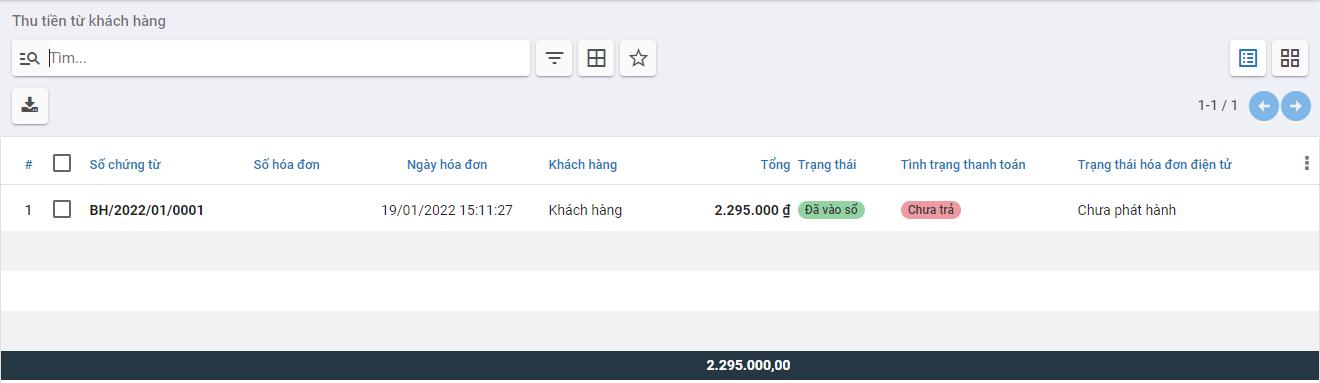 Thu tiền từ khách hàng
Tìm...
1-1 / 1
# Số chứng từ Số hóa đơn Ngày hóa đơn Khách hàng Tổng Trạng thái Tình trạng thanh toán Trạng thái hóa đơn điện tử
1 BH/2022/01/0001 19/01/2022 15:11:27 Khách hàng 2.295.000 ₫ Đã vào sổ Chưa trả Chưa phát hành
2.295.000,00